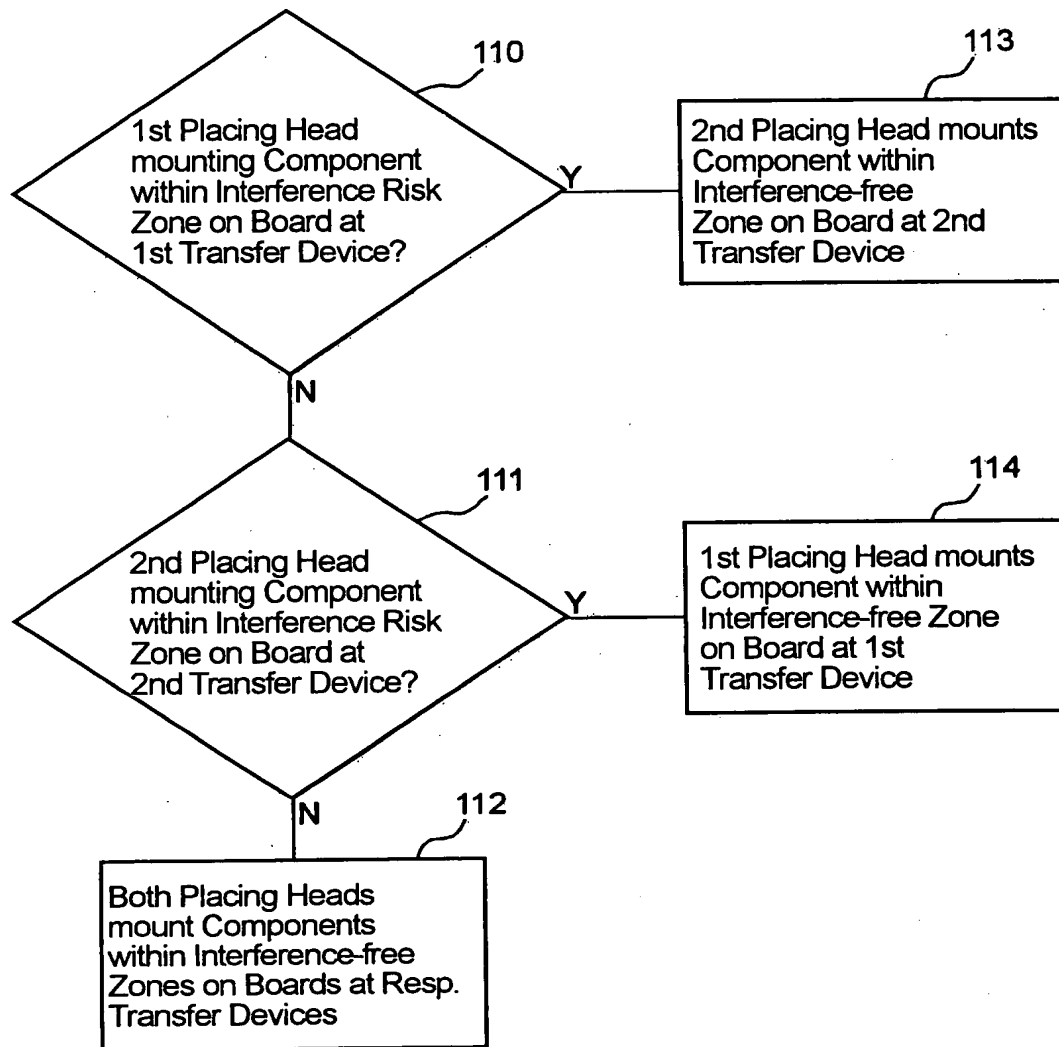 110
1st Placing Head
mounting Component
within Interference Risk
Zone on Board at
1st Transfer Device?
Y
113
2nd Placing Head mounts
Component within
Interference-free
Zone on Board at 2nd
Transfer Device
N
111
2nd Placing Head
mounting Component
within Interference Risk
Zone on Board at
2nd Transfer Device?
Y
114
1st Placing Head mounts
Component within
Interference-free Zone
on Board at 1st
Transfer Device
N
112
Both Placing Heads
mount Components
within Interference-free
Zones on Boards at Resp.
Transfer Devices